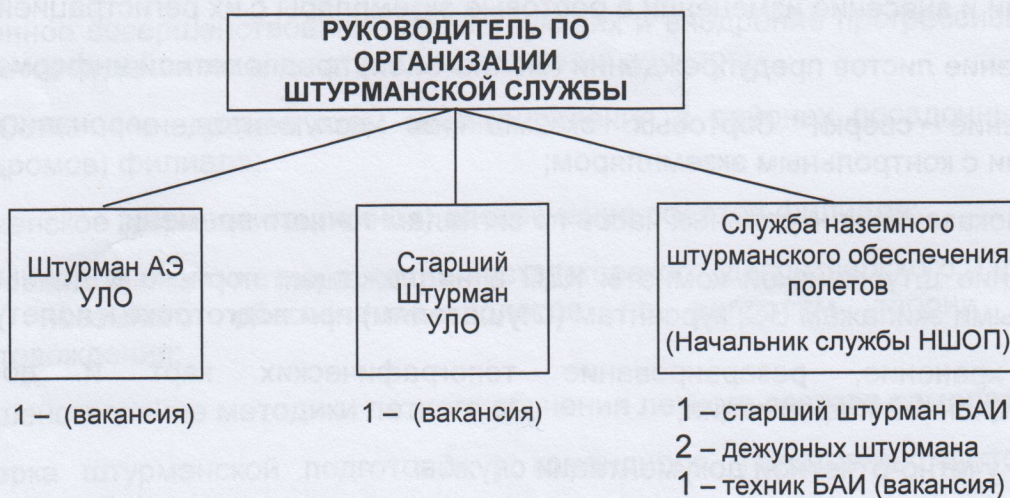 РУКОВОДИТЕЛЬ ПО
ОРГАНИЗАЦИИ
ШТУРМАНСКОЙ СЛУЖБЫ
Штурман АЭ
УЛО
1 – (вакансия)
Старший
Штурман
УЛО
1 – (вакансия)
Служба наземного
штурманского обеспечения
полетов
(Начальник службы НШОП)
1 – старший штурман БАИ
2 – дежурных штурмана
1 – техник БАИ (вакансия)